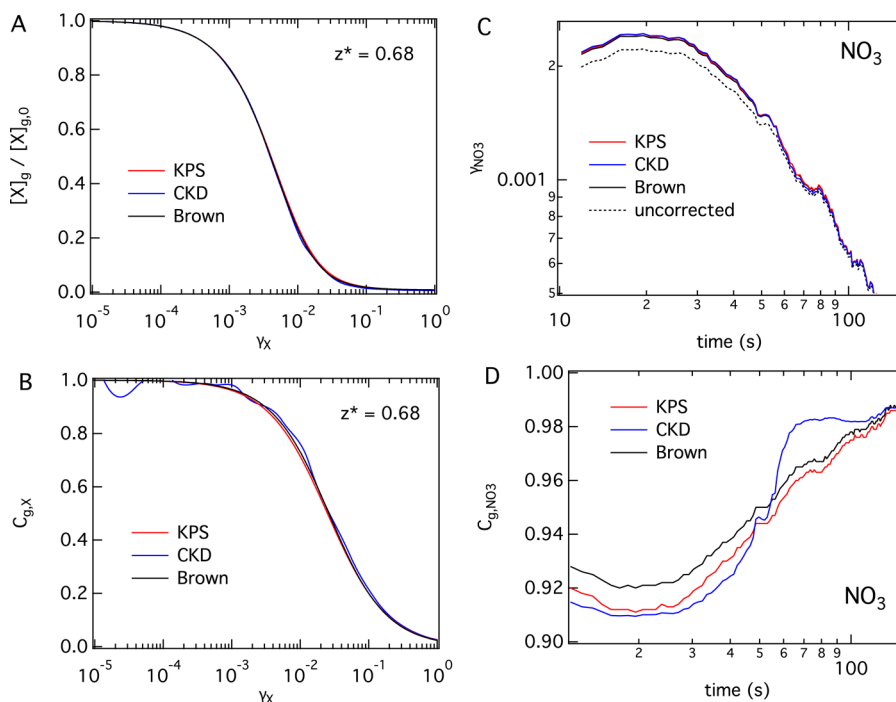 A
z* = 0.68
[X]g / [X]g,0
1.0
0.8
0.6
0.4
0.2
0.0
KPS
CKD
Brown
10-5
10-4
10-3
10-2
10-1
100
γX
B
z* = 0.68
Cg,X
1.0
0.8
0.6
0.4
0.2
0.0
KPS
CKD
Brown
10-5
10-4
10-3
10-2
10-1
100
γX
C
NO3
γNO3
2
0.001
9
8
7
6
5
KPS
CKD
Brown
uncorrected
10
2
3
4
5
6
7
8
9
100
time (s)
D
Cg,NO3
1.00
0.98
0.96
0.94
0.92
0.90
KPS
CKD
Brown
NO3
2
3
4
5
6
7
8
9
100
time (s)